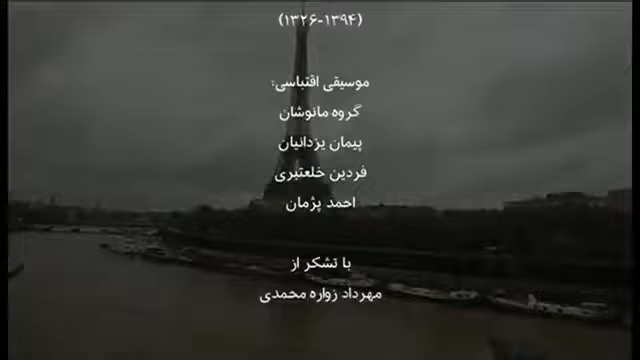 (۱۳۲۶-۱۳۹۴)
موسیقی اقتباسی:
گروه مانوشان
پیمان یزدانیان
فردین خلعتبری
احمد پژمان
با تشکر از
مهرداد زواره محمدی